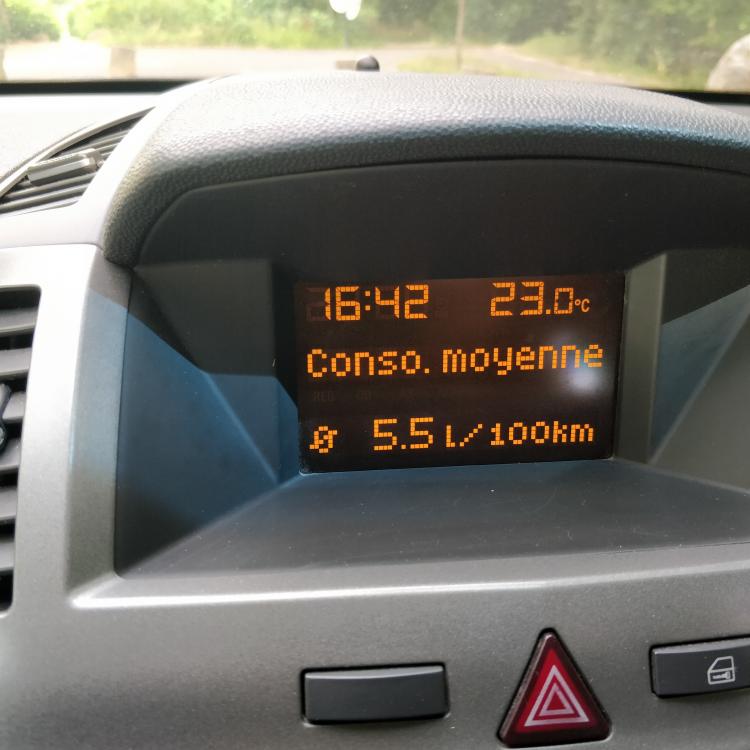 16:42 23.0°C
Conso. moyenne
Ø 5.5 l/100km